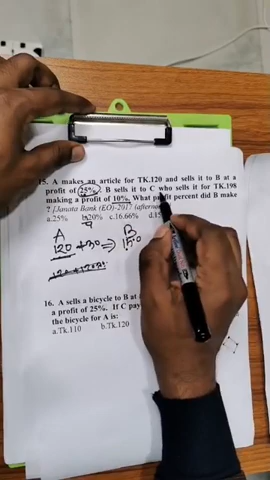 15. A makes an article for TK.120 and sells it to B at a
profit of 25%. B sells it to C who sells it for TK.198
making a profit of 10%. What profit percent did B make
? [Janata Bank (EO)-2017 (afternoon
a.25% b.20% c.16.66% d.15
A B
120 + 30 ⇒ 150
16. A sells a bicycle to B at
a profit of 25%. If C pay
the bicycle for A is:
a.Tk.110 b.Tk.120